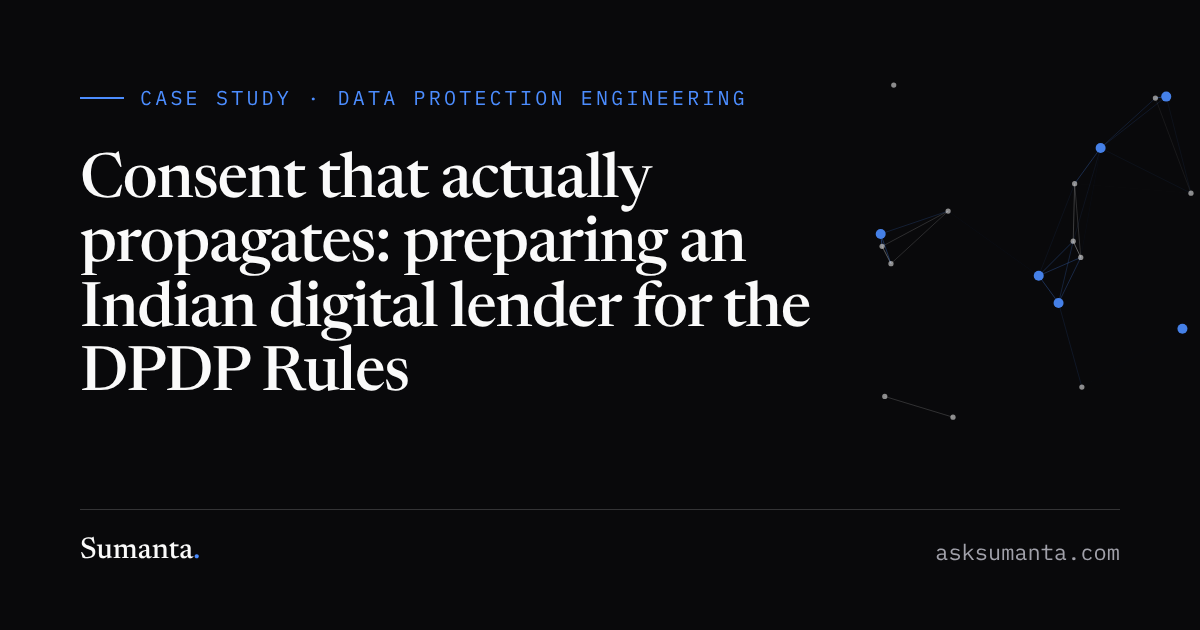 CASE STUDY · DATA PROTECTION ENGINEERING
Consent that actually
propagates: preparing an
Indian digital lender for the
DPDP Rules
Sumanta.
asksumanta.com